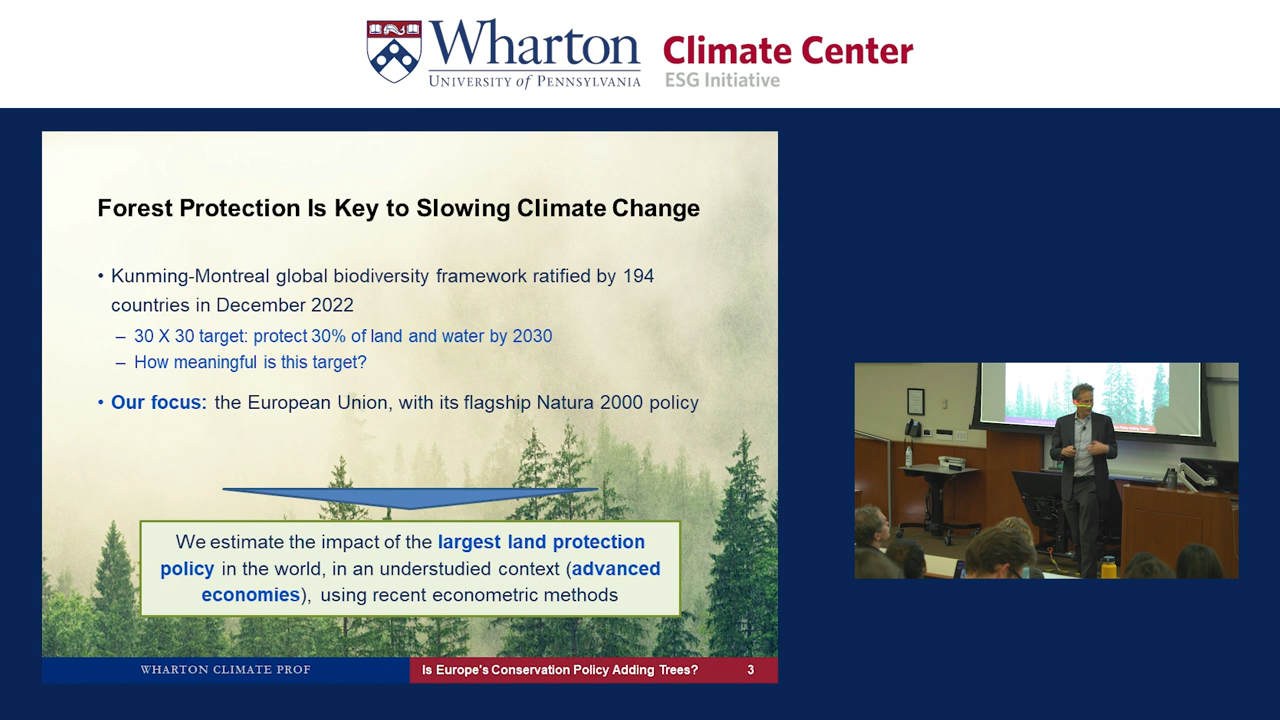 Wharton
UNIVERSITY of PENNSYLVANIA
Climate Center
ESG Initiative
Forest Protection Is Key to Slowing Climate Change
• Kunming-Montreal global biodiversity framework ratified by 194
countries in December 2022
– 30 X 30 target: protect 30% of land and water by 2030
– How meaningful is this target?
• Our focus: the European Union, with its flagship Natura 2000 policy
We estimate the impact of the largest land protection
policy in the world, in an understudied context (advanced
economies), using recent econometric methods
WHARTON CLIMATE PROF
Is Europe's Conservation Policy Adding Trees? 3